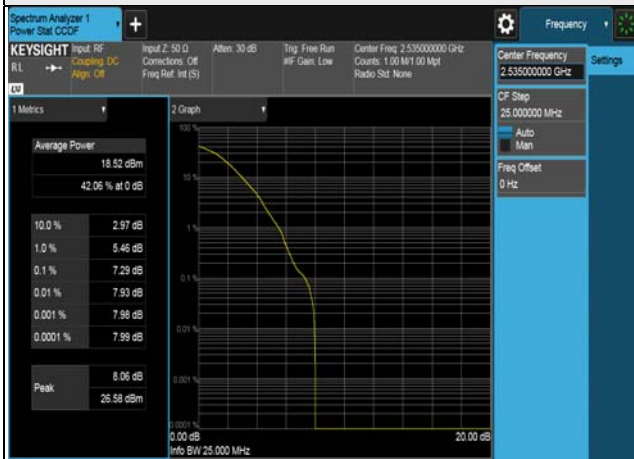 Spectrum Analyzer 1
Power Stat CCDF
Frequency
KEYSIGHT
RL
Input: RF
Coupling: DC
Align: Off
Input Z: 50 Ω
Corrections: Off
Freq Ref: Int (S)
Atten: 30 dB
Trig: Free Run
#IF Gain: Low
Center Freq: 2.535000000 GHz
Counts: 1.00 M/1.00 Mpt
Radio Std: None
1 Metrics
Average Power
18.52 dBm
42.06 % at 0 dB
10.0 % 2.97 dB
1.0 % 5.46 dB
0.1 % 7.29 dB
0.01 % 7.93 dB
0.001 % 7.98 dB
0.0001 % 7.99 dB
Peak
8.06 dB
26.58 dBm
2 Graph
100 %
10 %
1 %
0.1 %
0.01 %
0.001 %
0.0001 %
0.00 dB
20.00 dB
Info BW 25.000 MHz
Center Frequency
2.535000000 GHz
Settings
CF Step
25.000000 MHz
Auto
Man
Freq Offset
0 Hz